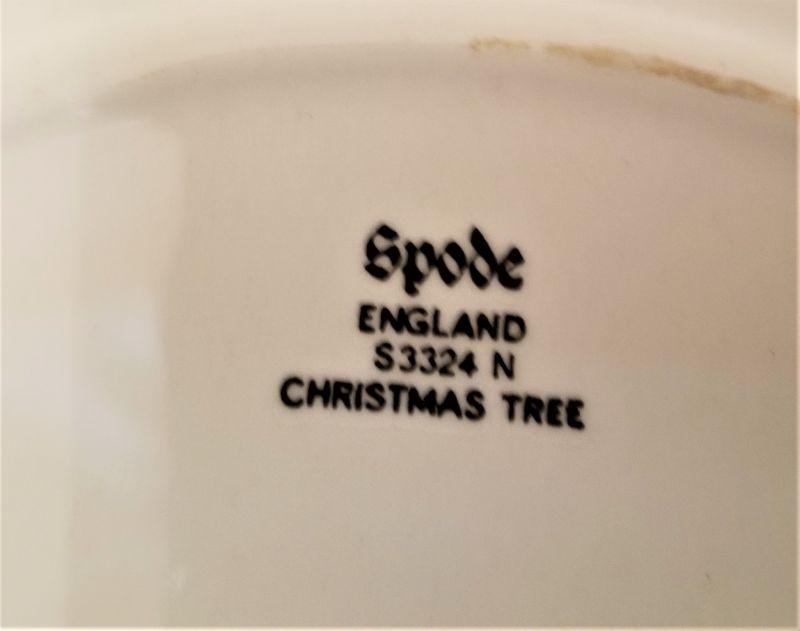 Spode
ENGLAND
S3324 N
CHRISTMAS TREE